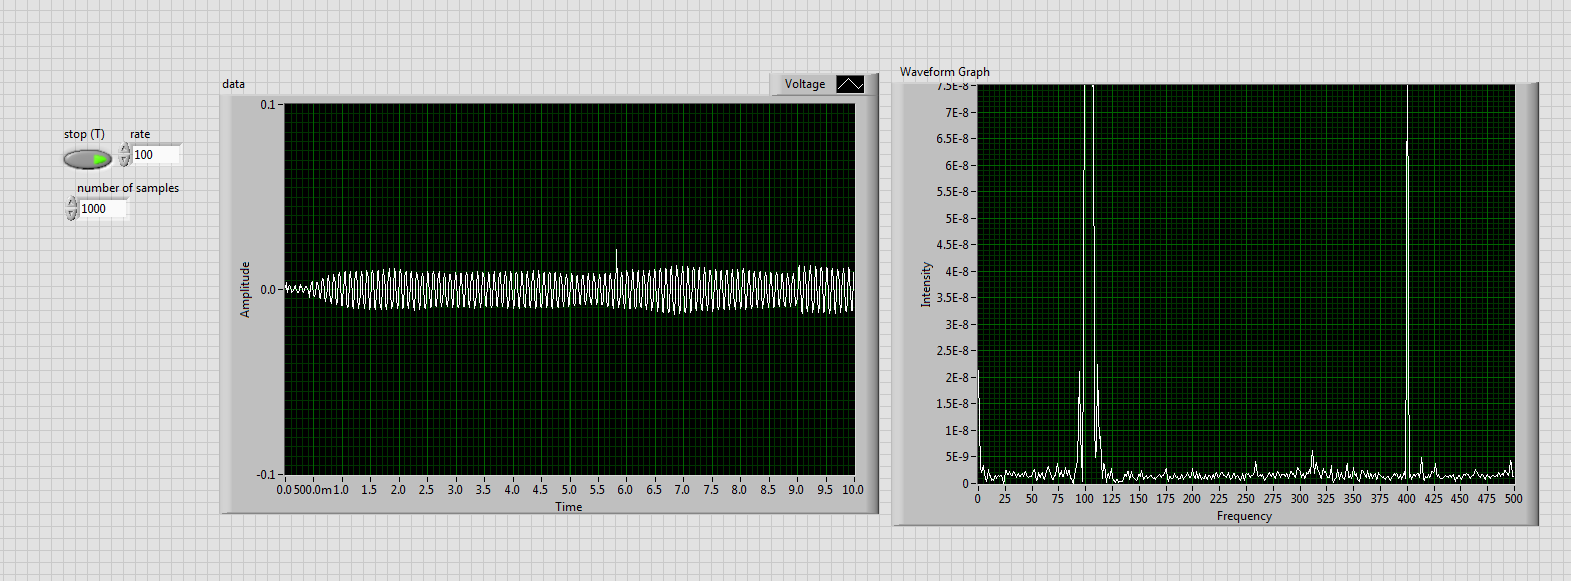 stop (T)
rate
100
number of samples
1000
data
Voltage
Amplitude
0.1
0.0
-0.1
0.0 500.0m 1.0 1.5 2.0 2.5 3.0 3.5 4.0 4.5 5.0 5.5 6.0 6.5 7.0 7.5 8.0 8.5 9.0 9.5 10.0
Time
Waveform Graph
Intensity
7.5E-8
7E-8
6.5E-8
6E-8
5.5E-8
5E-8
4.5E-8
4E-8
3.5E-8
3E-8
2.5E-8
2E-8
1.5E-8
1E-8
5E-9
0
0 25 50 75 100 125 150 175 200 225 250 275 300 325 350 375 400 425 450 475 500
Frequency